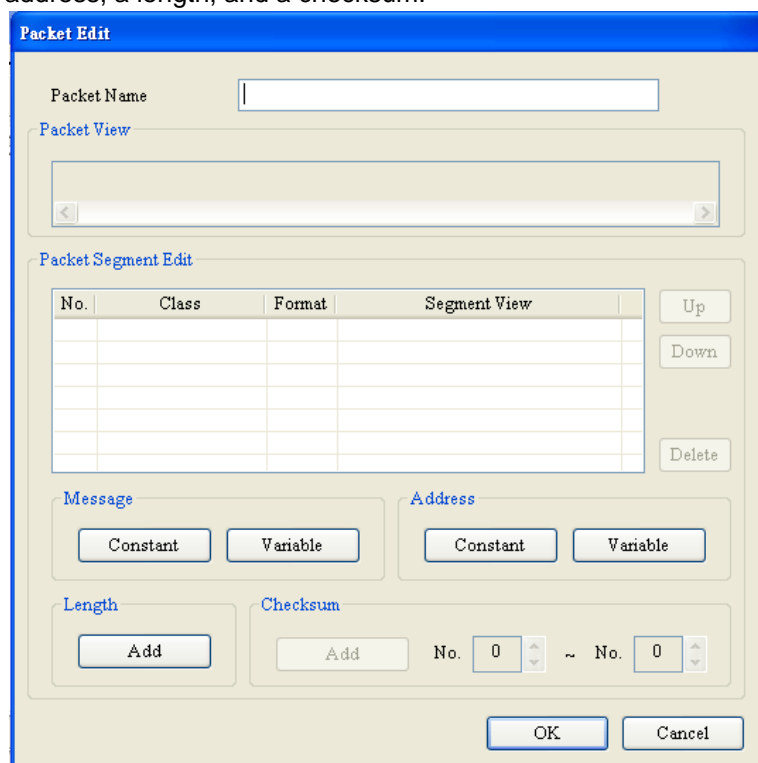 address, a length, and a checksum.
Packet Edit
Packet Name
Packet View
Packet Segment Edit
No. Class Format Segment View
Up
Down
Delete
Message Address
Constant Variable Constant Variable
Length Checksum
Add Add No. 0 ~ No. 0
OK Cancel